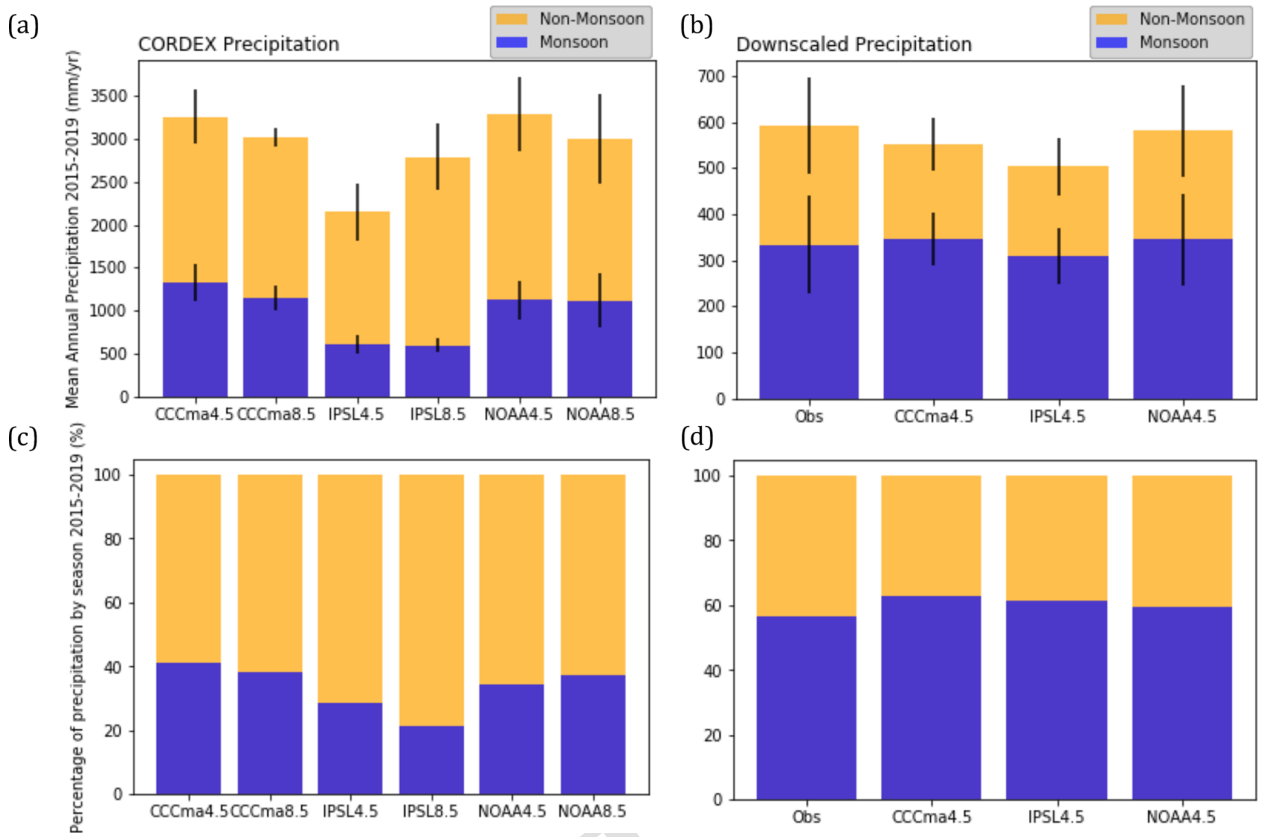 (a)
CORDEX Precipitation
Non-Monsoon
Monsoon
Mean Annual Precipitation 2015-2019 (mm/yr)
3500
3000
2500
2000
1500
1000
500
0
CCCma4.5 CCCma8.5 IPSL4.5 IPSL8.5 NOAA4.5 NOAA8.5
(b)
Downscaled Precipitation
Non-Monsoon
Monsoon
700
600
500
400
300
200
100
0
Obs CCCma4.5 IPSL4.5 NOAA4.5
(c)
Percentage of precipitation by season 2015-2019 (%)
100
80
60
40
20
0
CCCma4.5 CCCma8.5 IPSL4.5 IPSL8.5 NOAA4.5 NOAA8.5
(d)
100
80
60
40
20
0
Obs CCCma4.5 IPSL4.5 NOAA4.5